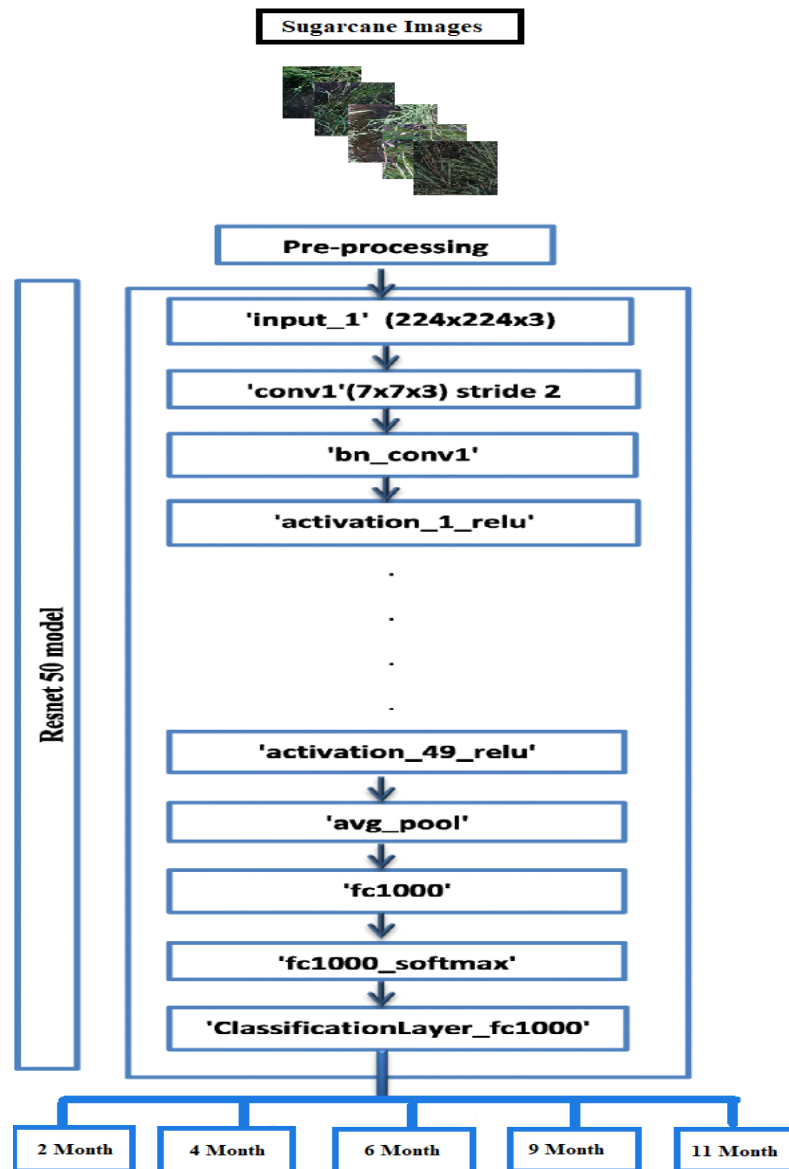 Sugarcane Images
Pre-processing
'input_1' (224x224x3)
'conv1'(7x7x3) stride 2
'bn_conv1'
'activation_1_relu'
.
.
.
.
Resnet 50 model
'activation_49_relu'
'avg_pool'
'fc1000'
'fc1000_softmax'
'ClassificationLayer_fc1000'
2 Month
4 Month
6 Month
9 Month
11 Month